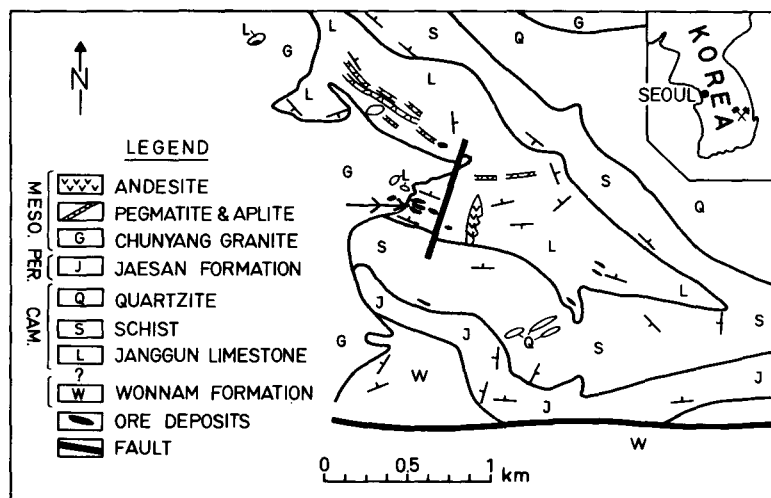 N
LEGEND
ANDESITE
PEGMATITE & APLITE
G CHUNYANG GRANITE
J JAESAN FORMATION
Q QUARTZITE
S SCHIST
L JANGGUN LIMESTONE
?
W WONNAM FORMATION
ORE DEPOSITS
FAULT
MESO. PER. CAM.
L G L S Q G
L L
G L S Q
S L
J Q S L
G J S
W J J
W
KOREA
SEOUL
0 0,5 1
km